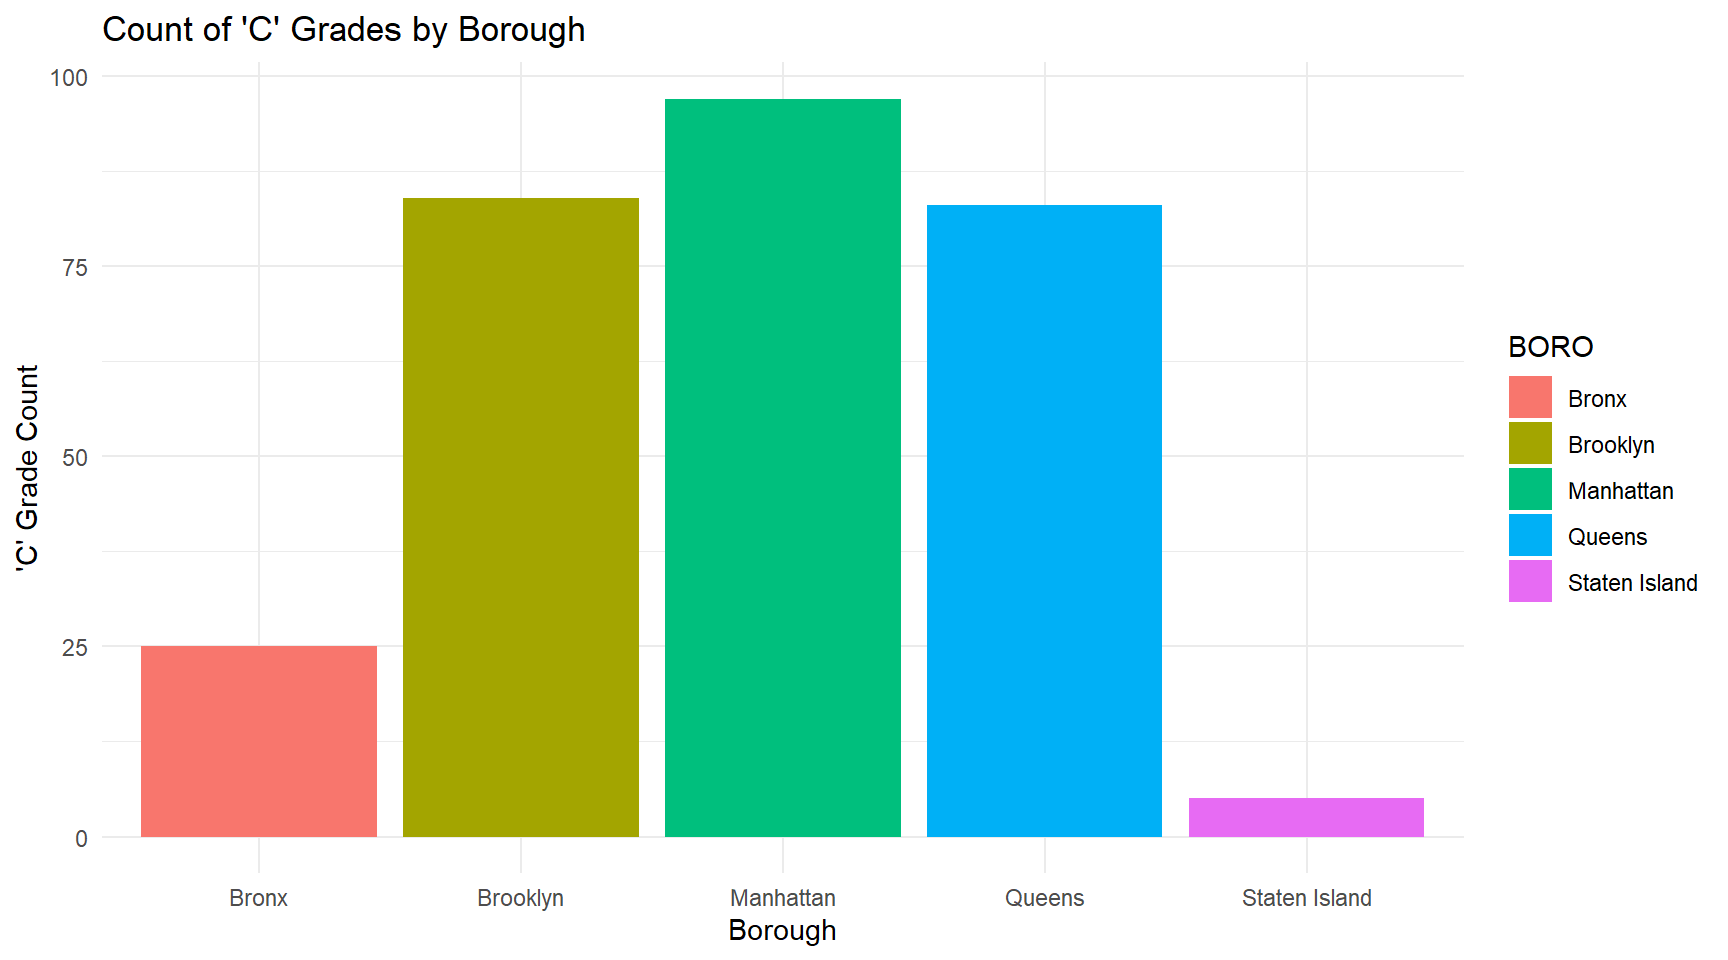 Count of 'C' Grades by Borough
100
75
50
25
0
'C' Grade Count
Bronx
Brooklyn
Manhattan
Queens
Staten Island
Borough
BORO
Bronx
Brooklyn
Manhattan
Queens
Staten Island